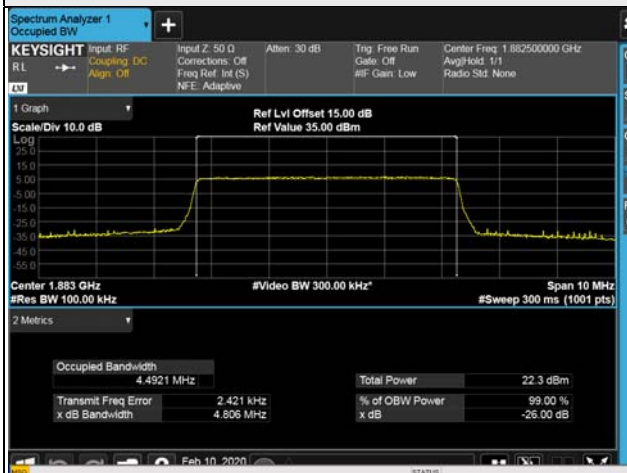 Spectrum Analyzer 1
Occupied BW
KEYSIGHT Input: RF Input Z: 50 Ω Atten: 30 dB Trig: Free Run Center Freq: 1.882500000 GHz
RL Coupling: DC Corrections: Off Gate: Off Avg|Hold: 1/1
Align: Off Freq Ref: Int (S) #IF Gain: Low Radio Std: None
LXI NFE: Adaptive
1 Graph
Ref Lvl Offset 15.00 dB
Scale/Div 10.0 dB Ref Value 35.00 dBm
Log
25.0
15.0
5.00
-5.00
-15.0
-25.0
-35.0
-45.0
-55.0
Center 1.883 GHz #Video BW 300.00 kHz* Span 10 MHz
#Res BW 100.00 kHz #Sweep 300 ms (1001 pts)
2 Metrics
Occupied Bandwidth
4.4921 MHz Total Power 22.3 dBm
Transmit Freq Error 2.421 kHz % of OBW Power 99.00 %
x dB Bandwidth 4.806 MHz x dB -26.00 dB
Feb 10, 2020
MSG STATUS